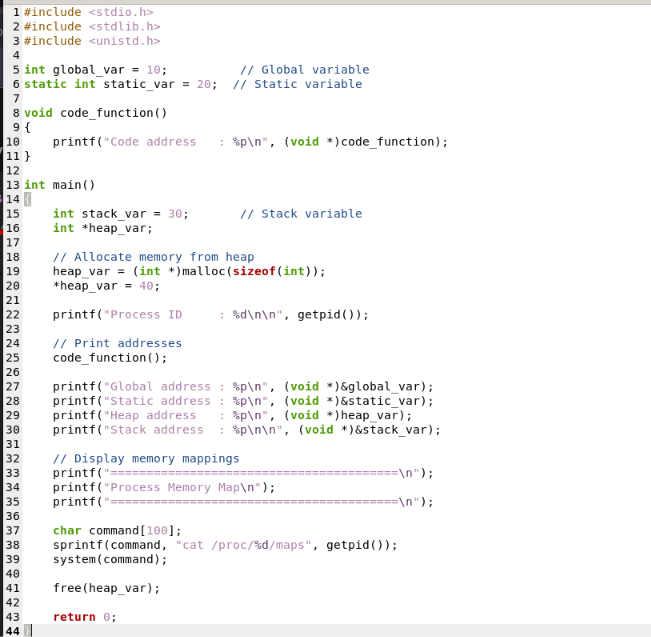 1 #include <stdio.h>
2 #include <stdlib.h>
3 #include <unistd.h>
4
5 int global_var = 10;          // Global variable
6 static int static_var = 20;  // Static variable
7
8 void code_function()
9 {
10     printf("Code address   : %p\n", (void *)code_function);
11 }
12
13 int main()
14 {
15     int stack_var = 30;       // Stack variable
16     int *heap_var;
17
18     // Allocate memory from heap
19     heap_var = (int *)malloc(sizeof(int));
20     *heap_var = 40;
21
22     printf("Process ID     : %d\n\n", getpid());
23
24     // Print addresses
25     code_function();
26
27     printf("Global address : %p\n", (void *)&global_var);
28     printf("Static address : %p\n", (void *)&static_var);
29     printf("Heap address   : %p\n", (void *)heap_var);
30     printf("Stack address  : %p\n\n", (void *)&stack_var);
31
32     // Display memory mappings
33     printf("========================================\n");
34     printf("Process Memory Map\n");
35     printf("========================================\n");
36
37     char command[100];
38     sprintf(command, "cat /proc/%d/maps", getpid());
39     system(command);
40
41     free(heap_var);
42
43     return 0;
44 }